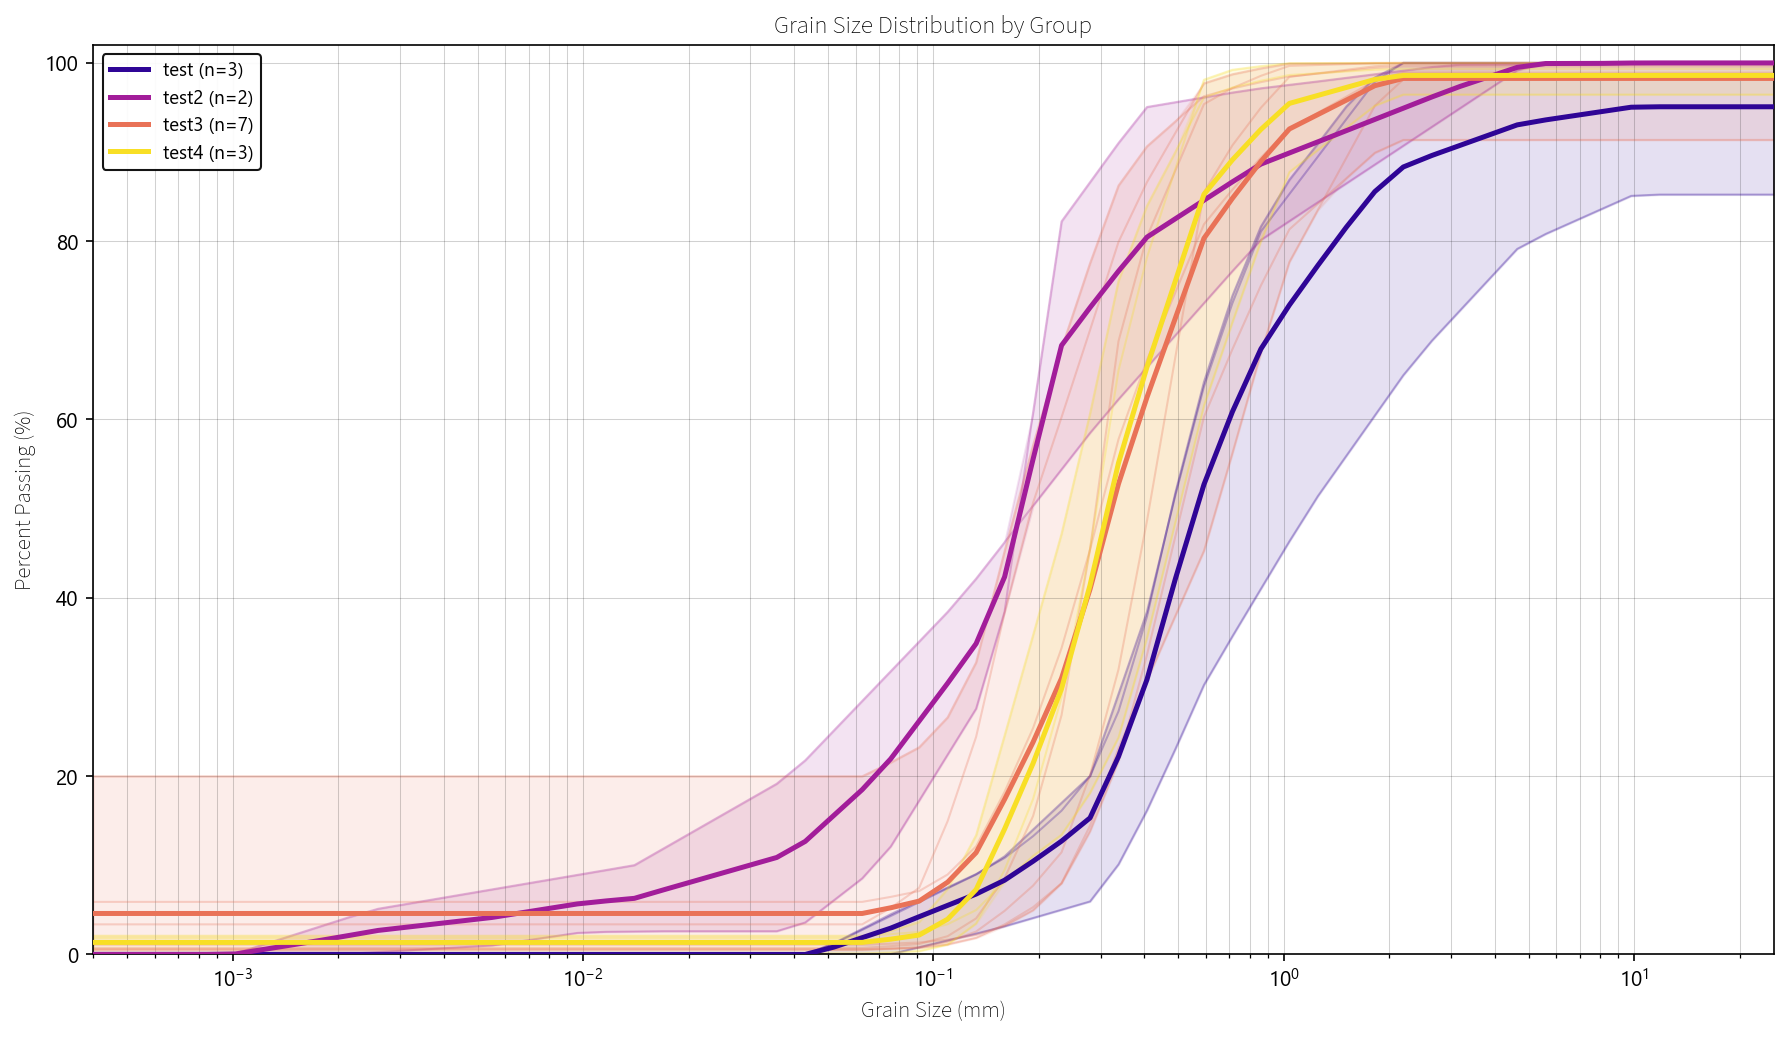 Grain Size Distribution by Group
100
80
60
40
20
0
Percent Passing (%)
test (n=3)
test2 (n=2)
test3 (n=7)
test4 (n=3)
10⁻³
10⁻²
10⁻¹
10⁰
10¹
Grain Size (mm)